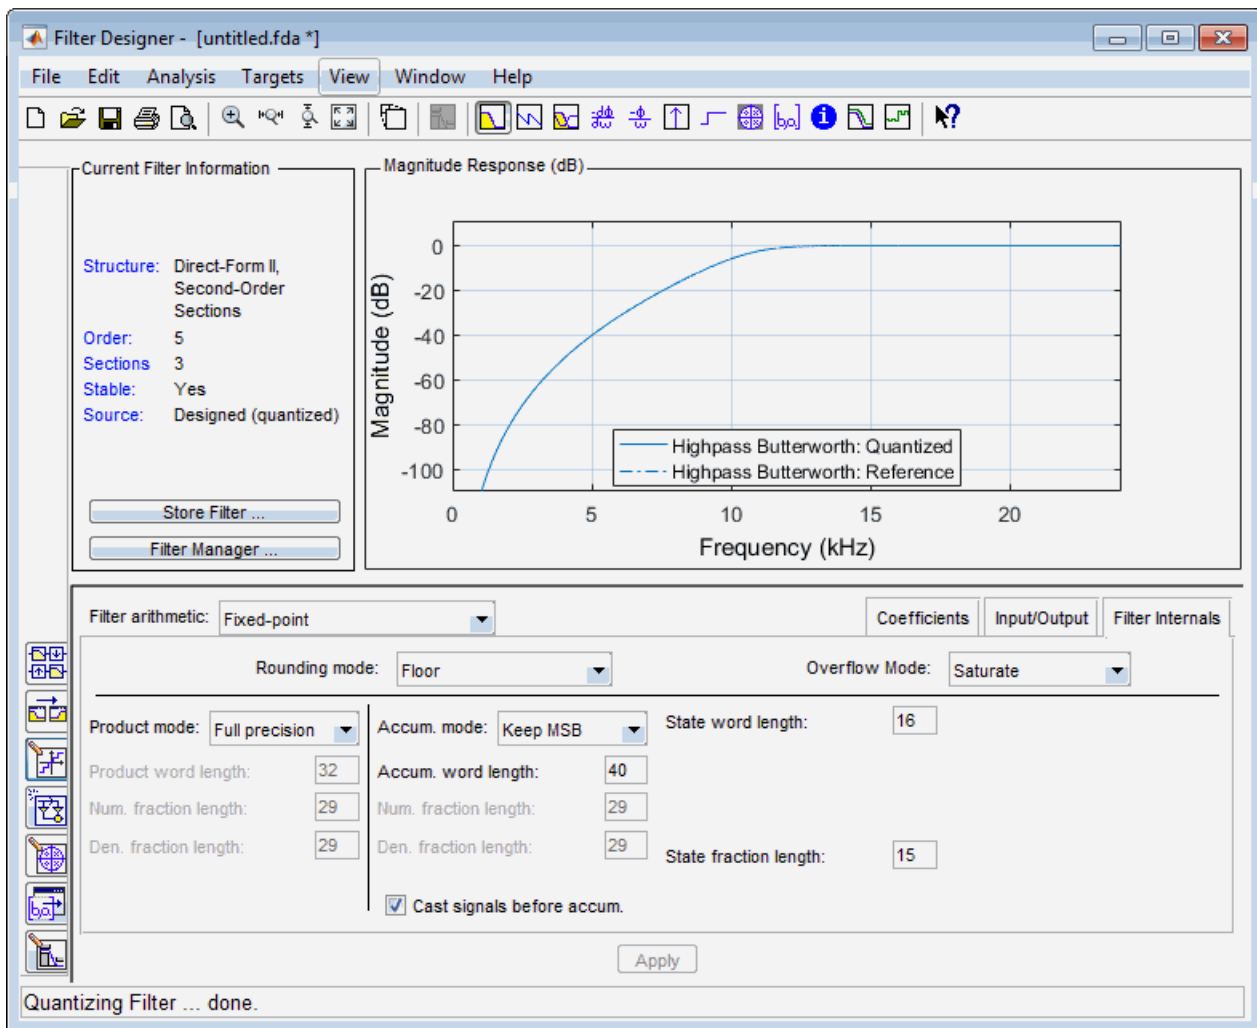 Filter Designer - [untitled.fda *]
File Edit Analysis Targets View Window Help
Current Filter Information
Structure: Direct-Form II,
Second-Order
Sections
Order: 5
Sections 3
Stable: Yes
Source: Designed (quantized)
Store Filter ...
Filter Manager ...
Magnitude Response (dB)
Magnitude (dB)
0
-20
-40
-60
-80
-100
Highpass Butterworth: Quantized
Highpass Butterworth: Reference
0 5 10 15 20
Frequency (kHz)
Filter arithmetic: Fixed-point
Coefficients Input/Output Filter Internals
Rounding mode: Floor Overflow Mode: Saturate
Product mode: Full precision
Product word length: 32
Num. fraction length: 29
Den. fraction length: 29
Accum. mode: Keep MSB
Accum. word length: 40
Num. fraction length: 29
Den. fraction length: 29
Cast signals before accum.
State word length: 16
State fraction length: 15
Apply
Quantizing Filter ... done.